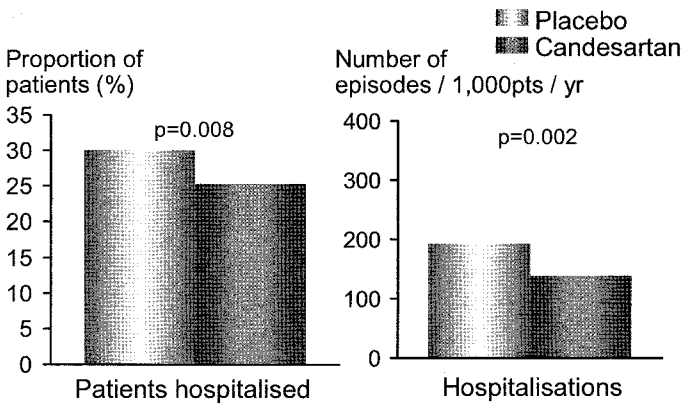 Placebo
Candesartan
Proportion of
patients (%)
35
30
25
20
15
10
5
0
p=0.008
Patients hospitalised
Number of
episodes / 1,000pts / yr
400
300
200
100
0
p=0.002
Hospitalisations